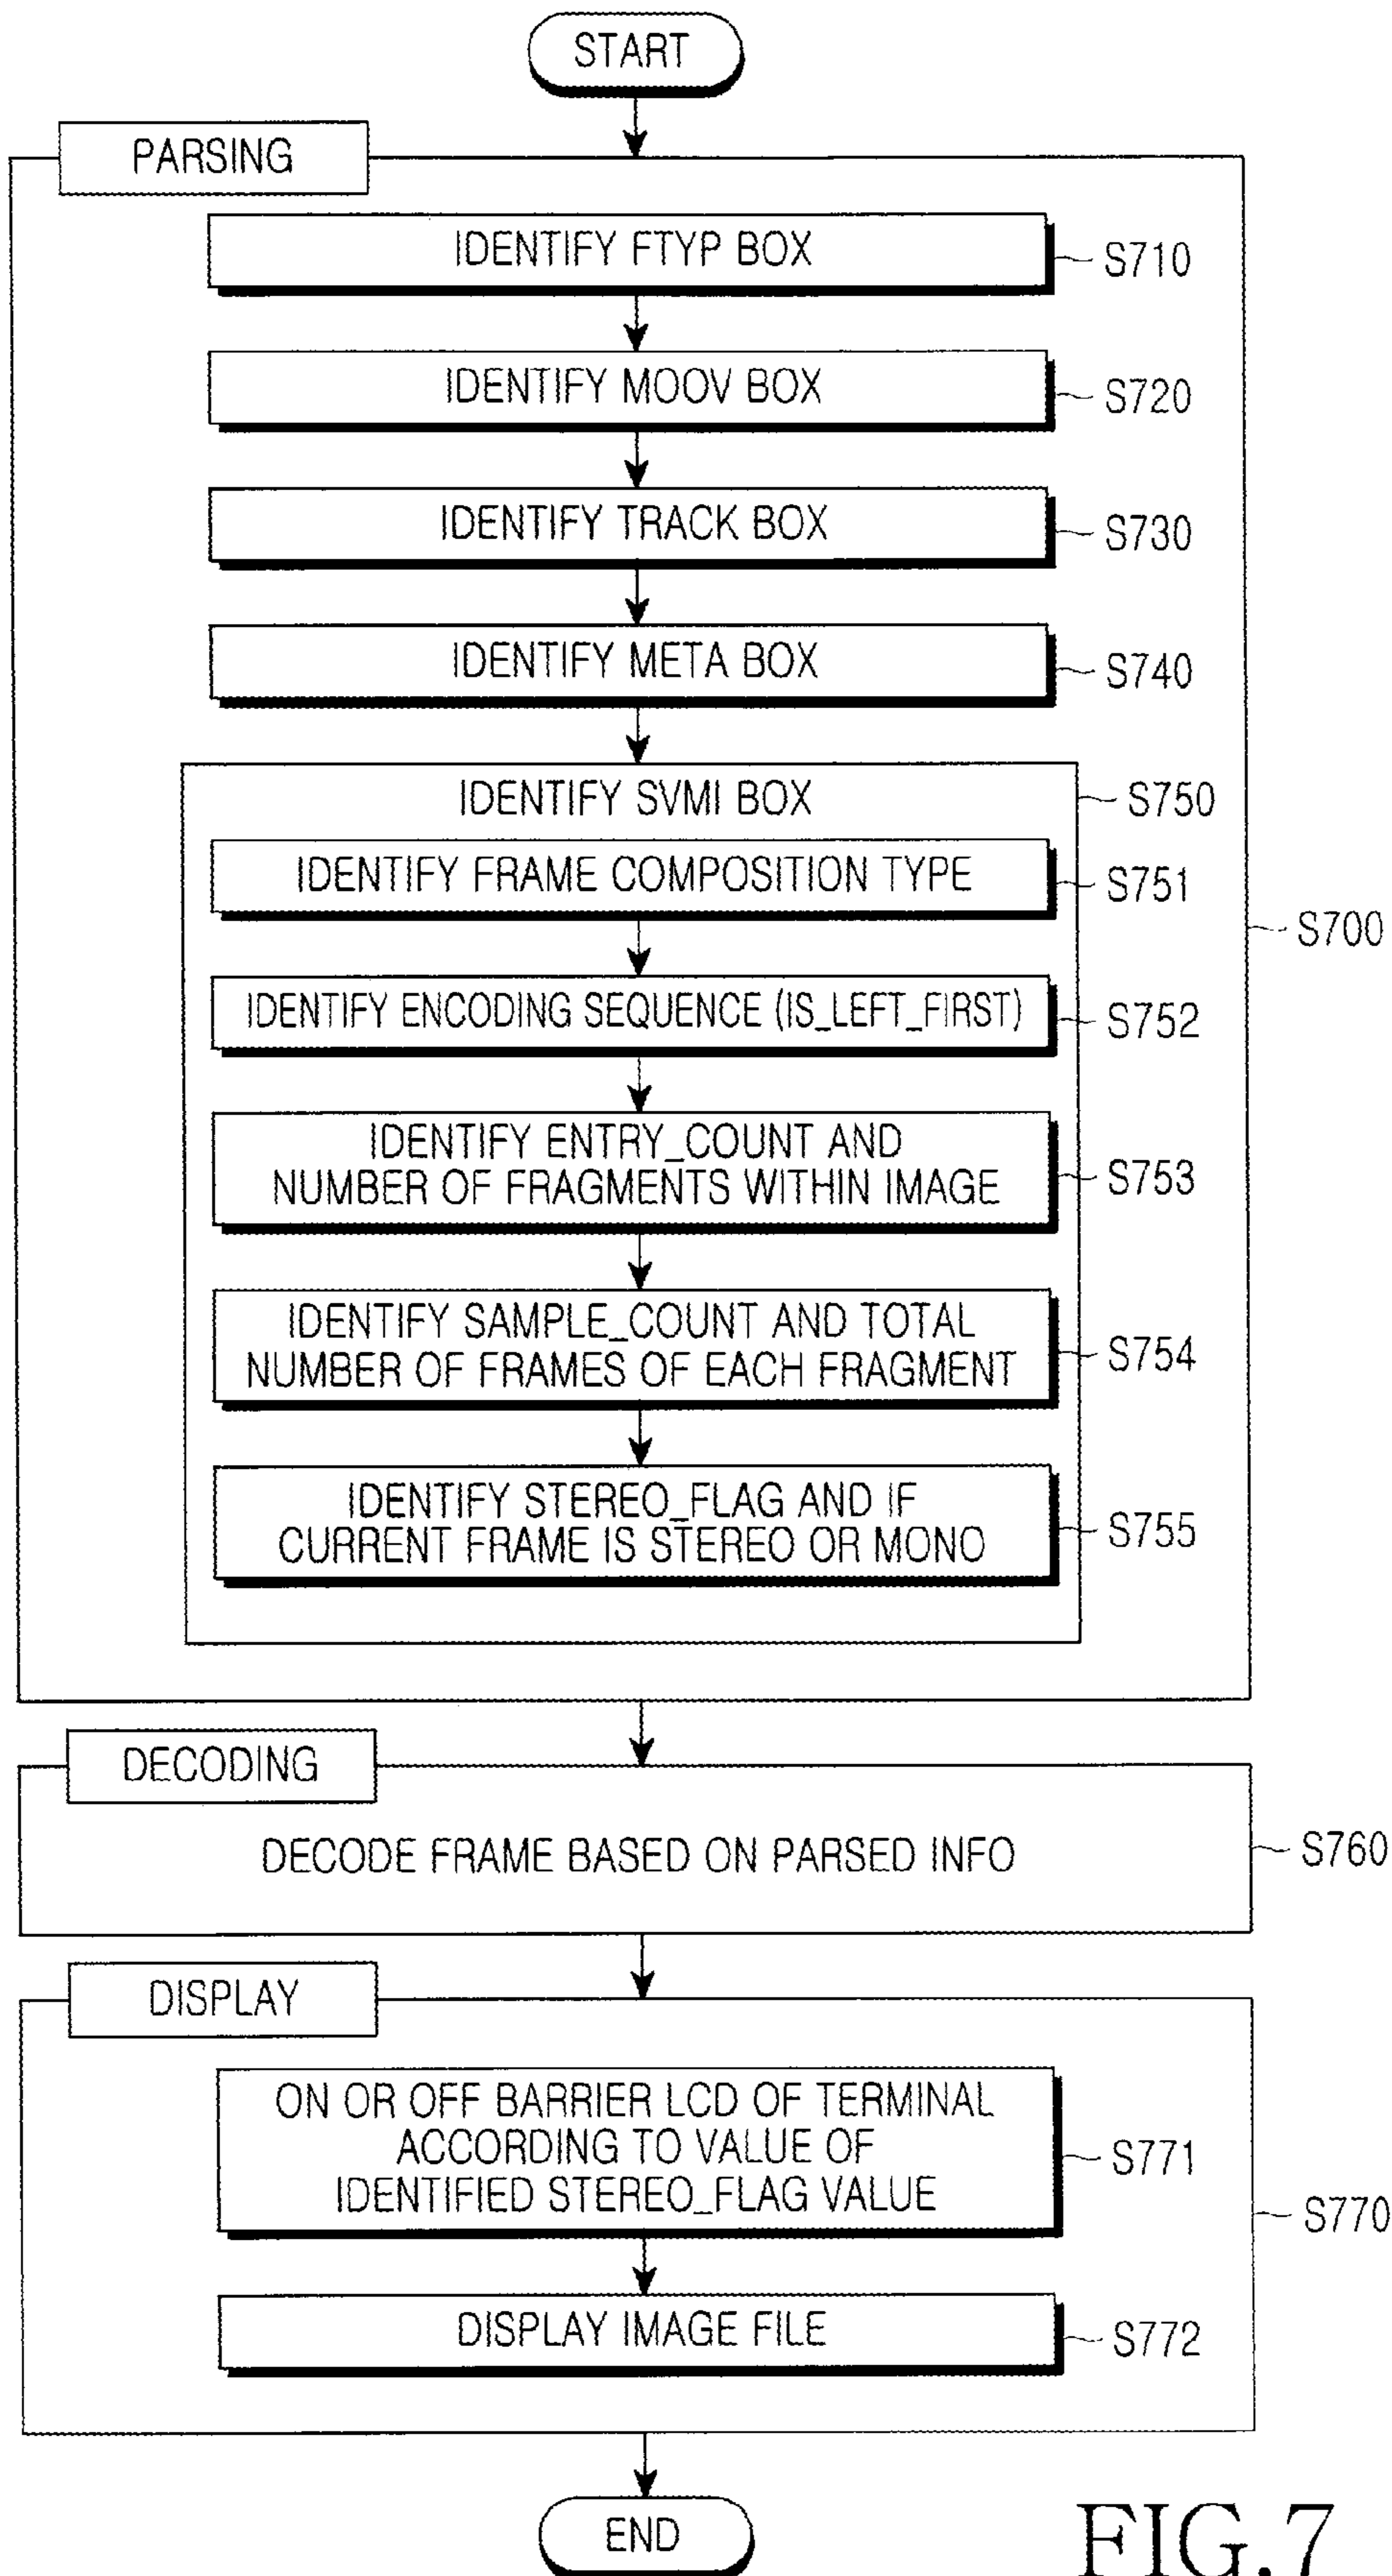 START
PARSING
IDENTIFY FTYP BOX
S710
IDENTIFY MOOV BOX
S720
IDENTIFY TRACK BOX
S730
IDENTIFY META BOX
S740
IDENTIFY SVMI BOX
S750
IDENTIFY FRAME COMPOSITION TYPE
S751
S700
IDENTIFY ENCODING SEQUENCE (IS_LEFT_FIRST)
S752
IDENTIFY ENTRY_COUNT AND
NUMBER OF FRAGMENTS WITHIN IMAGE
S753
IDENTIFY SAMPLE_COUNT AND TOTAL
NUMBER OF FRAMES OF EACH FRAGMENT
S754
IDENTIFY STEREO_FLAG AND IF
CURRENT FRAME IS STEREO OR MONO
S755
DECODING
DECODE FRAME BASED ON PARSED INFO
S760
DISPLAY
ON OR OFF BARRIER LCD OF TERMINAL
ACCORDING TO VALUE OF
IDENTIFIED STEREO_FLAG VALUE
S771
S770
DISPLAY IMAGE FILE
S772
END
FIG.7